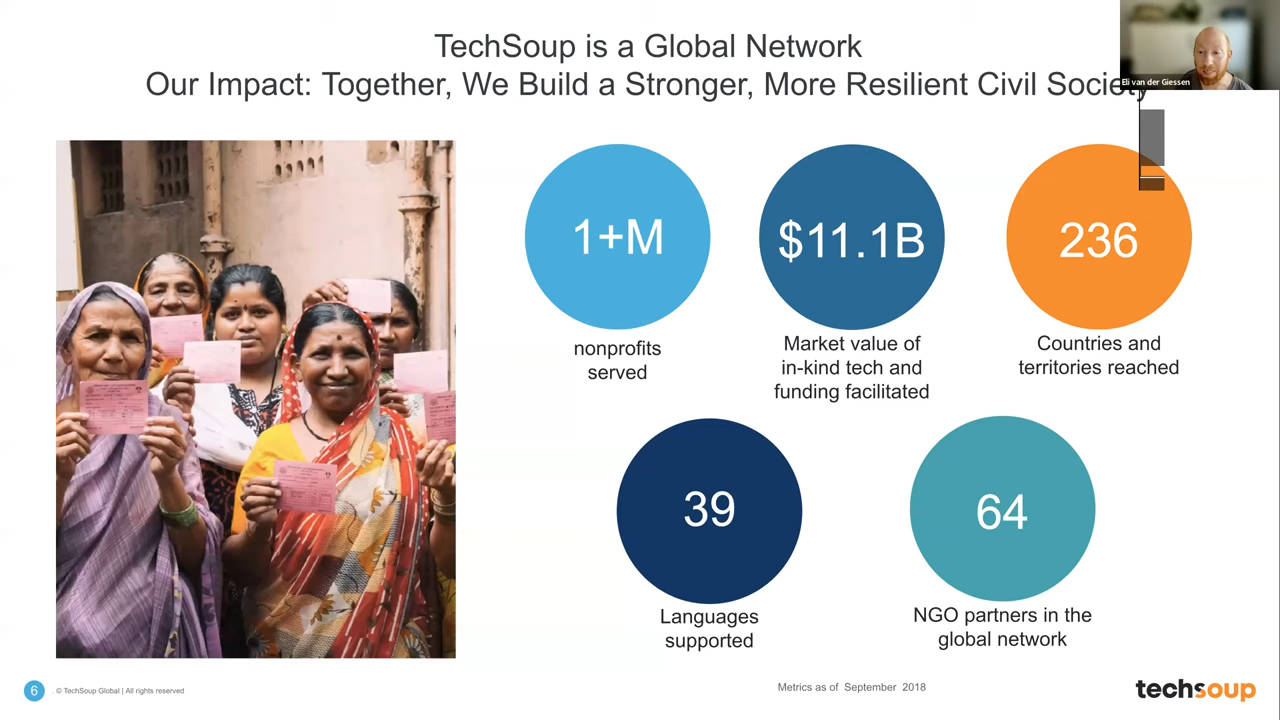 TechSoup is a Global Network
Our Impact: Together, We Build a Stronger, More Resilient Civil Society
Eli van der Giessen
1+M
nonprofits
served
$11.1B
Market value of
in-kind tech and
funding facilitated
236
Countries and
territories reached
39
Languages
supported
64
NGO partners in the
global network
6
. © TechSoup Global | All rights reserved
Metrics as of September 2018
techsoup